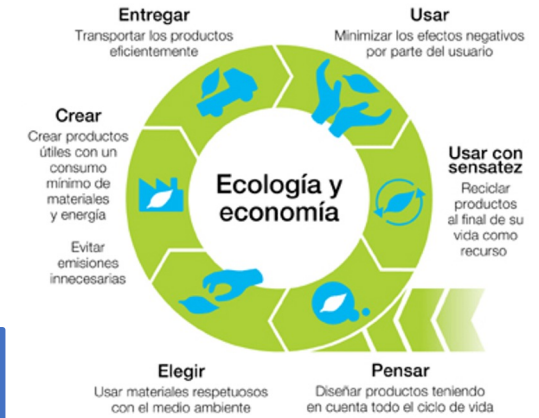 Entregar
Transportar los productos
eficientemente
Usar
Minimizar los efectos negativos
por parte del usuario
Crear
Crear productos
útiles con un
consumo
mínimo de
materiales
y energía
Evitar
emisiones
innecesarias
Ecología y
economía
Usar con
sensatez
Reciclar
productos
al final de su
vida como
recurso
Elegir
Usar materiales respetuosos
con el medio ambiente
Pensar
Diseñar productos teniendo
en cuenta todo el ciclo de vida